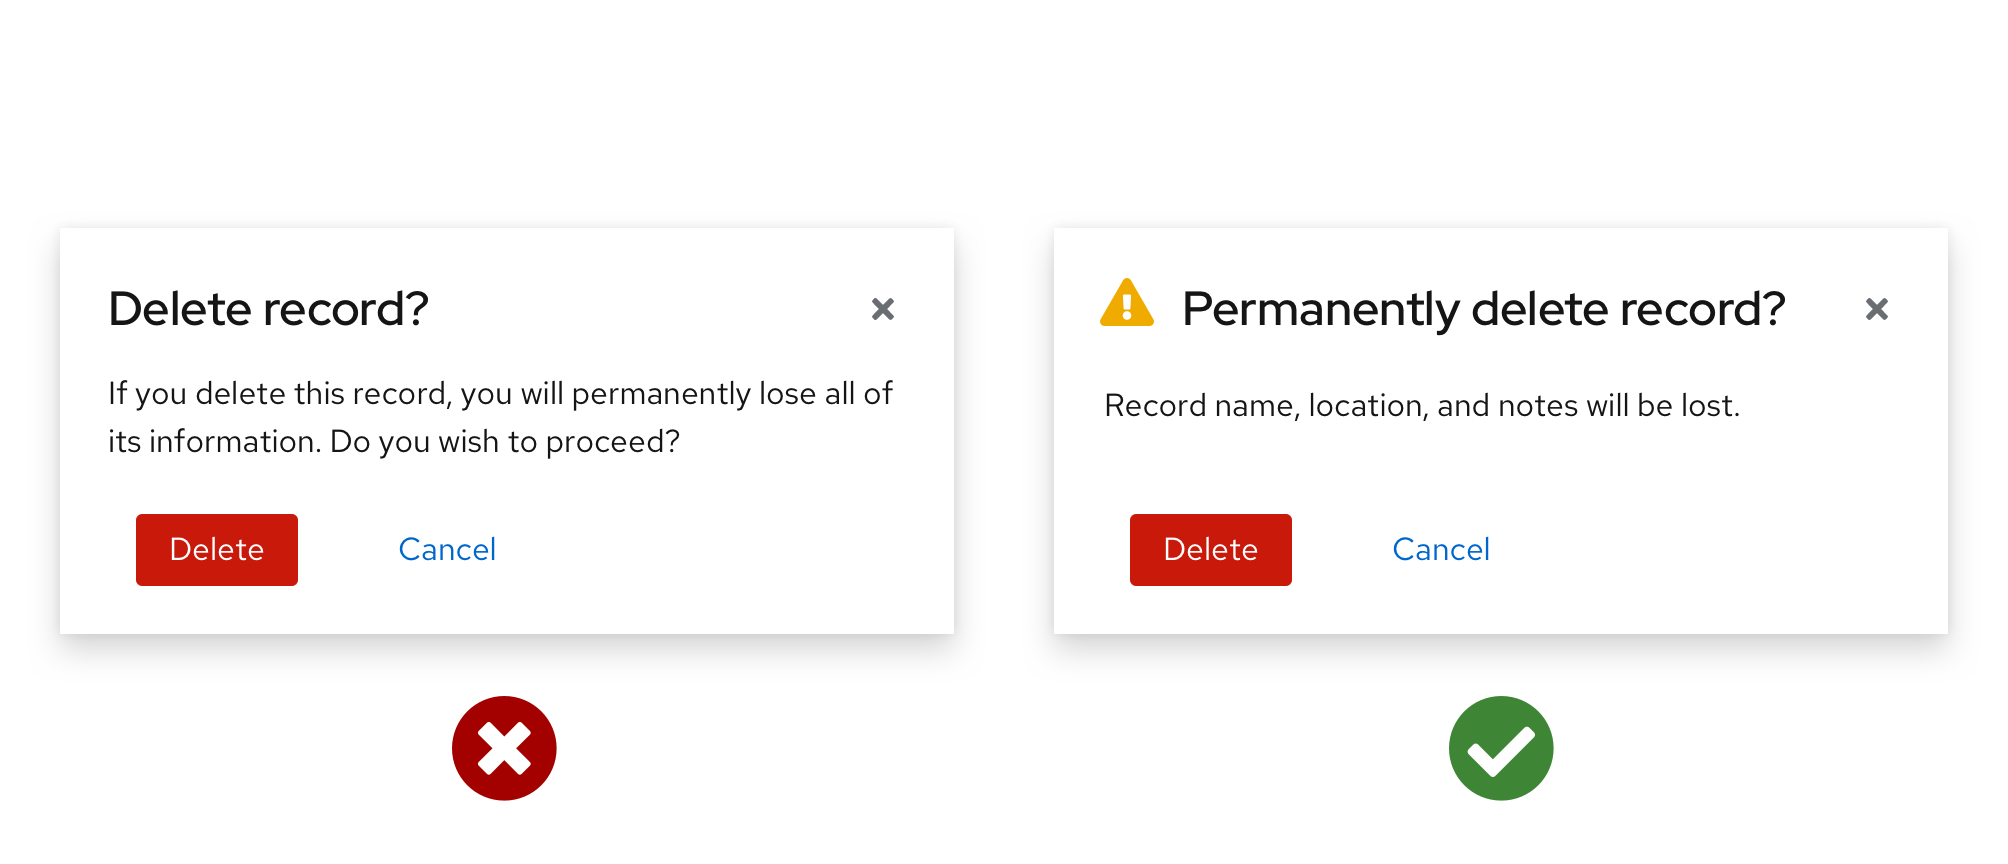 Delete record?
If you delete this record, you will permanently lose all of
its information. Do you wish to proceed?
Delete
Cancel
Permanently delete record?
Record name, location, and notes will be lost.
Delete
Cancel